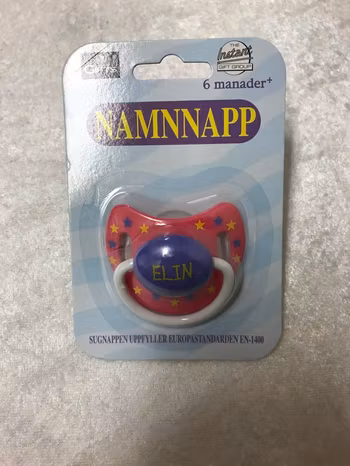 THE
Instant
GIFT GROUP
6 manader+
NAMNNAPP
ELIN
SUGNAPPEN UPPFYLLER EUROPASTANDARDEN EN-1400